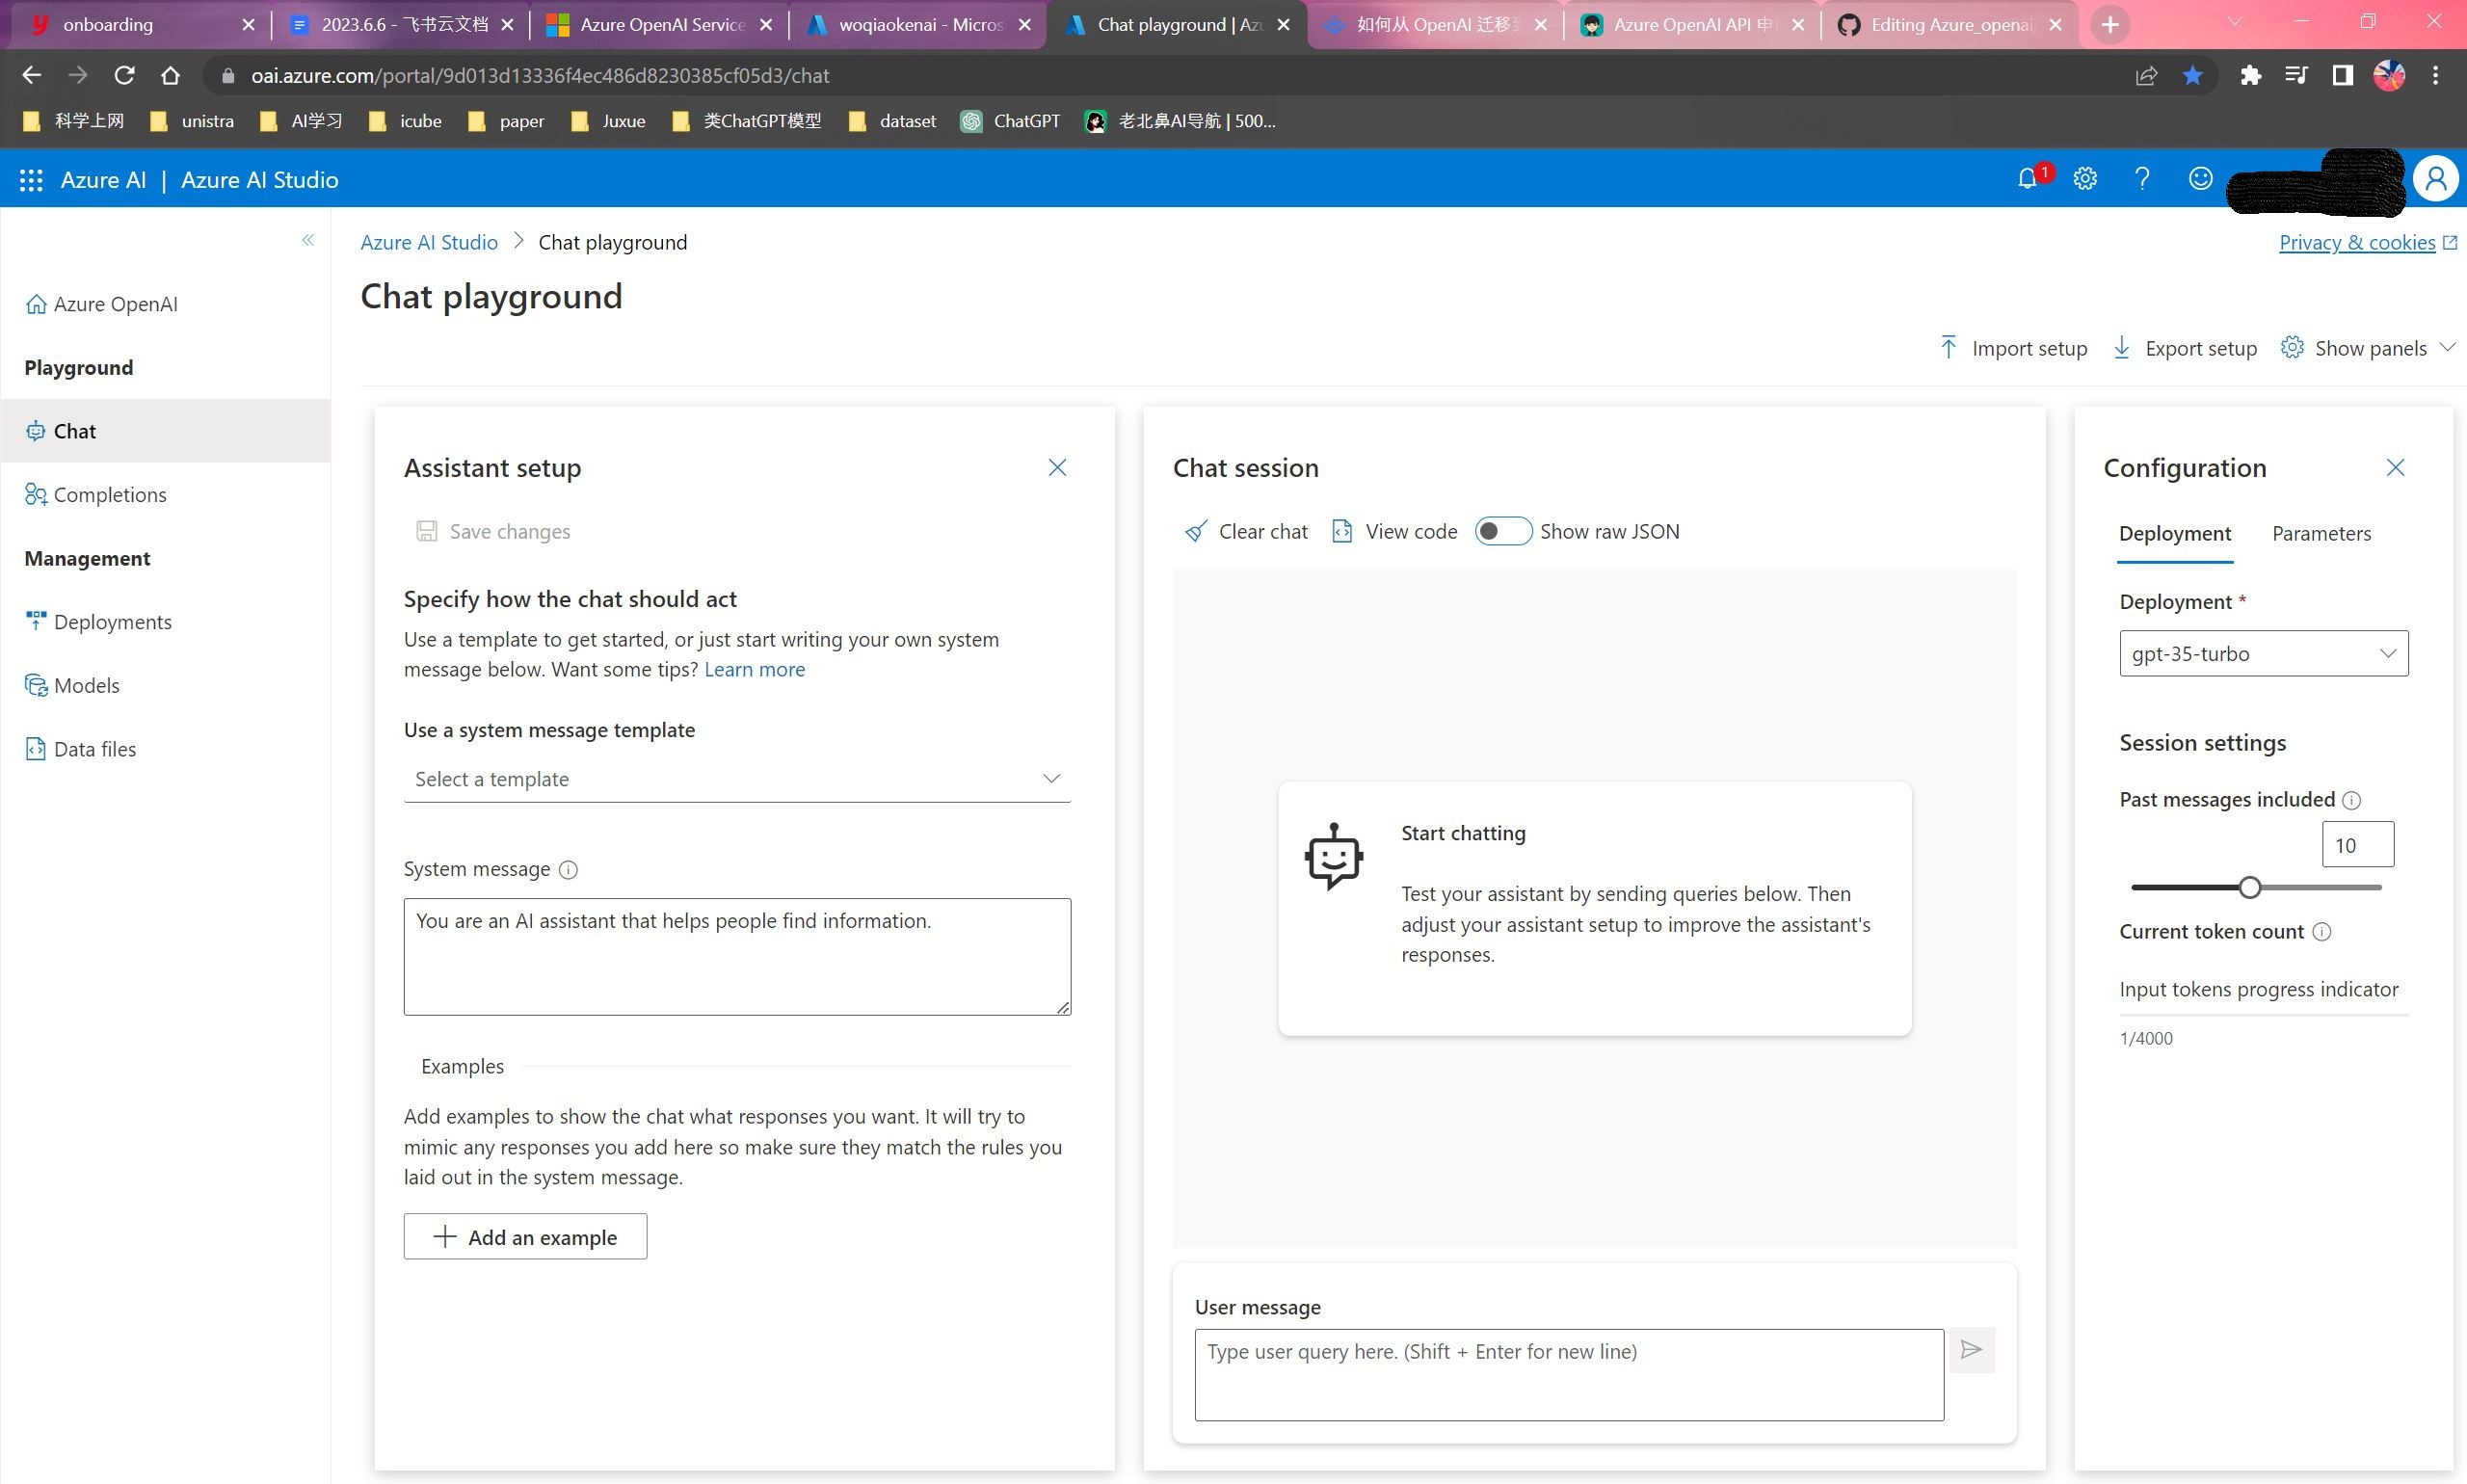 onboarding
2023.6.6 - 飞书云文档
Azure OpenAI Service
woqiaokenai - Micros
Chat playground | Az
如何从 OpenAI 迁移至
Azure OpenAI API 申
Editing Azure_openai
oai.azure.com/portal/9d013d13336f4ec486d8230385cf05d3/chat
科学上网
unistra
AI学习
icube
paper
Juxue
类ChatGPT模型
dataset
ChatGPT
老北鼻AI导航 | 500...
Azure AI | Azure AI Studio
1
Azure AI Studio > Chat playground
Privacy & cookies
Chat playground
Import setup
Export setup
Show panels
Azure OpenAI
Playground
Chat
Completions
Management
Deployments
Models
Data files
Assistant setup
Save changes
Specify how the chat should act
Use a template to get started, or just start writing your own system
message below. Want some tips? Learn more
Use a system message template
Select a template
System message
You are an AI assistant that helps people find information.
Examples
Add examples to show the chat what responses you want. It will try to
mimic any responses you add here so make sure they match the rules you
laid out in the system message.
Add an example
Chat session
Clear chat
View code
Show raw JSON
Start chatting
Test your assistant by sending queries below. Then
adjust your assistant setup to improve the assistant's
responses.
User message
Type user query here. (Shift + Enter for new line)
Configuration
Deployment
Parameters
Deployment *
gpt-35-turbo
Session settings
Past messages included
10
Current token count
Input tokens progress indicator
1/4000